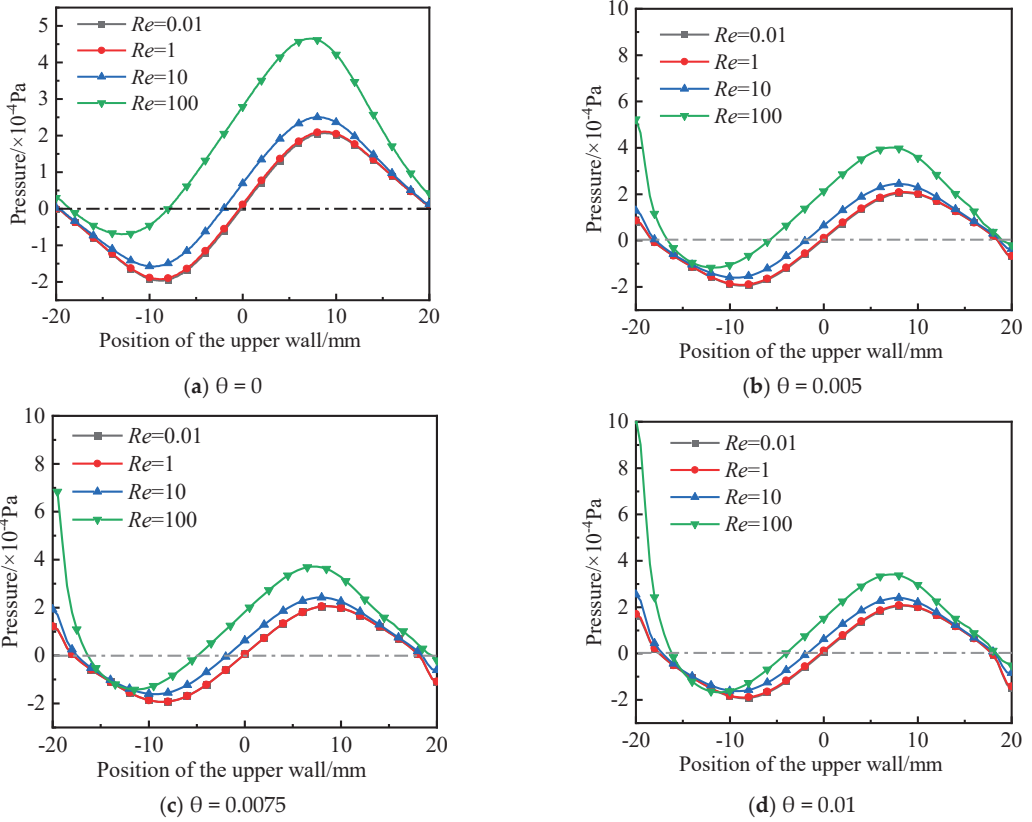 Pressure/×10⁻⁴Pa
5
4
3
2
1
0
-1
-2
Re=0.01
Re=1
Re=10
Re=100
-20 -10 0 10 20
Position of the upper wall/mm
(a) θ = 0
Pressure/×10⁻⁴Pa
10
8
6
4
2
0
-2
Re=0.01
Re=1
Re=10
Re=100
-20 -10 0 10 20
Position of the upper wall/mm
(b) θ = 0.005
Pressure/×10⁻⁴Pa
10
8
6
4
2
0
-2
Re=0.01
Re=1
Re=10
Re=100
-20 -10 0 10 20
Position of the upper wall/mm
(c) θ = 0.0075
Pressure/×10⁻⁴Pa
10
8
6
4
2
0
-2
Re=0.01
Re=1
Re=10
Re=100
-20 -10 0 10 20
Position of the upper wall/mm
(d) θ = 0.01